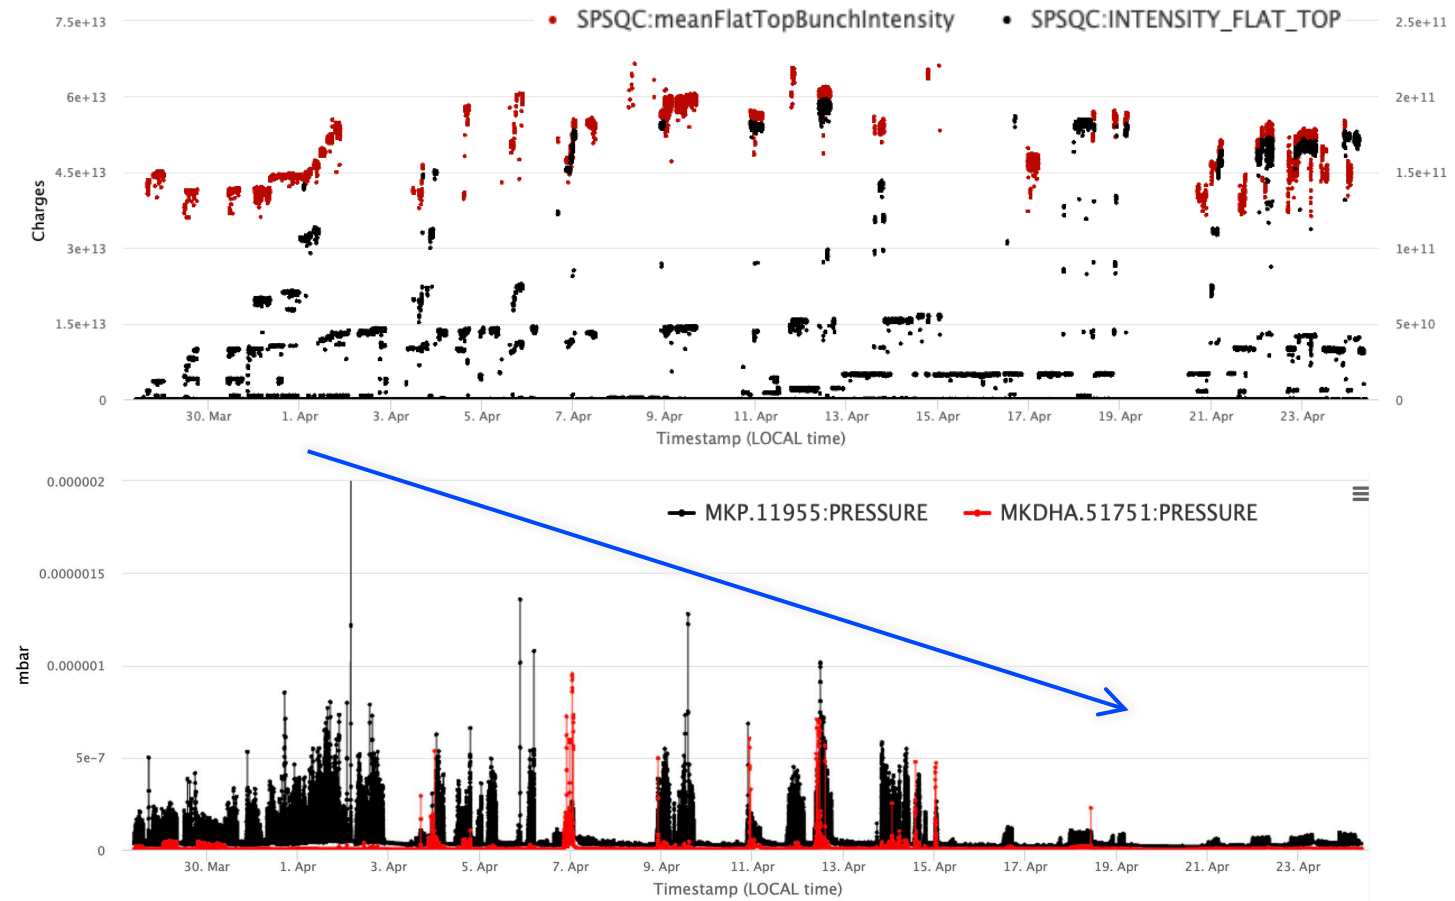 7.5e+13
SPSQC:meanFlatTopBunchIntensity
SPSQC:INTENSITY_FLAT_TOP
2.5e+11
6e+13
2e+11
4.5e+13
1.5e+11
Charges
3e+13
1e+11
1.5e+13
5e+10
0
0
30. Mar 1. Apr 3. Apr 5. Apr 7. Apr 9. Apr 11. Apr 13. Apr 15. Apr 17. Apr 19. Apr 21. Apr 23. Apr
Timestamp (LOCAL time)
0.000002
MKP.11955:PRESSURE
MKDHA.51751:PRESSURE
0.0000015
mbar
0.000001
5e-7
0
30. Mar 1. Apr 3. Apr 5. Apr 7. Apr 9. Apr 11. Apr 13. Apr 15. Apr 17. Apr 19. Apr 21. Apr 23. Apr
Timestamp (LOCAL time)